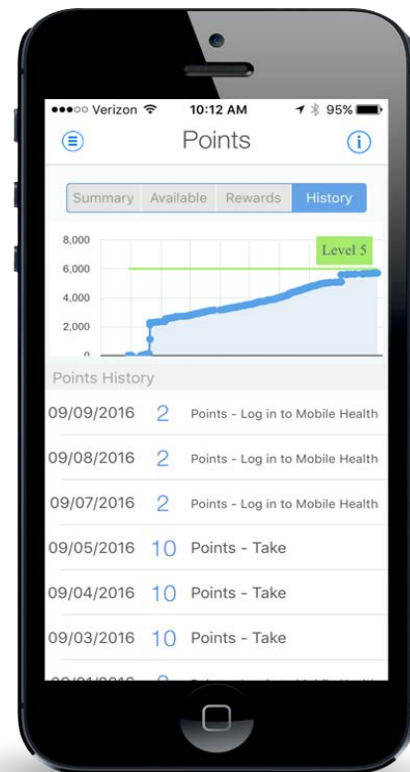 Verizon 10:12 AM 95%
Points
Summary Available Rewards History
8,000
Level 5
6,000
4,000
2,000
0
Points History
09/09/2016 2 Points - Log in to Mobile Health
09/08/2016 2 Points - Log in to Mobile Health
09/07/2016 2 Points - Log in to Mobile Health
09/05/2016 10 Points - Take
09/04/2016 10 Points - Take
09/03/2016 10 Points - Take